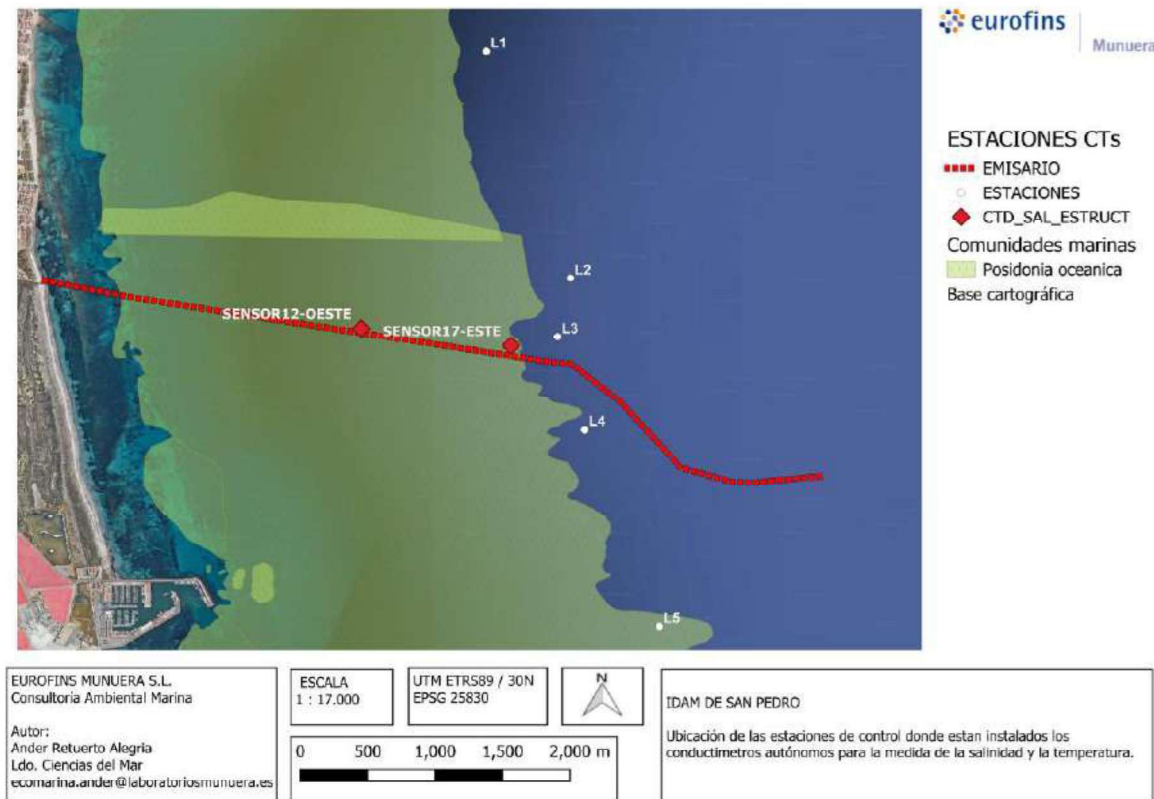 eurofins
Munuera
L1
L2
SENSOR12-OESTE
SENSOR17-ESTE
L3
L4
L5
ESTACIONES CTs
EMISARIO
ESTACIONES
CTD_SAL_ESTRUCT
Comunidades marinas
Posidonia oceanica
Base cartográfica
EUROFINS MUNUERA S.L.
Consultoria Ambiental Marina
Autor:
Ander Retuerto Alegria
Ldo. Ciencias del Mar
ecomarina.ander@laboratoriosmunuera.es
ESCALA
1 : 17.000
UTM ETRS89 / 30N
EPSG 25830
N
0 500 1,000 1,500 2,000 m
IDAM DE SAN PEDRO
Ubicación de las estaciones de control donde estan instalados los
conductimetros autónomos para la medida de la salinidad y la temperatura.